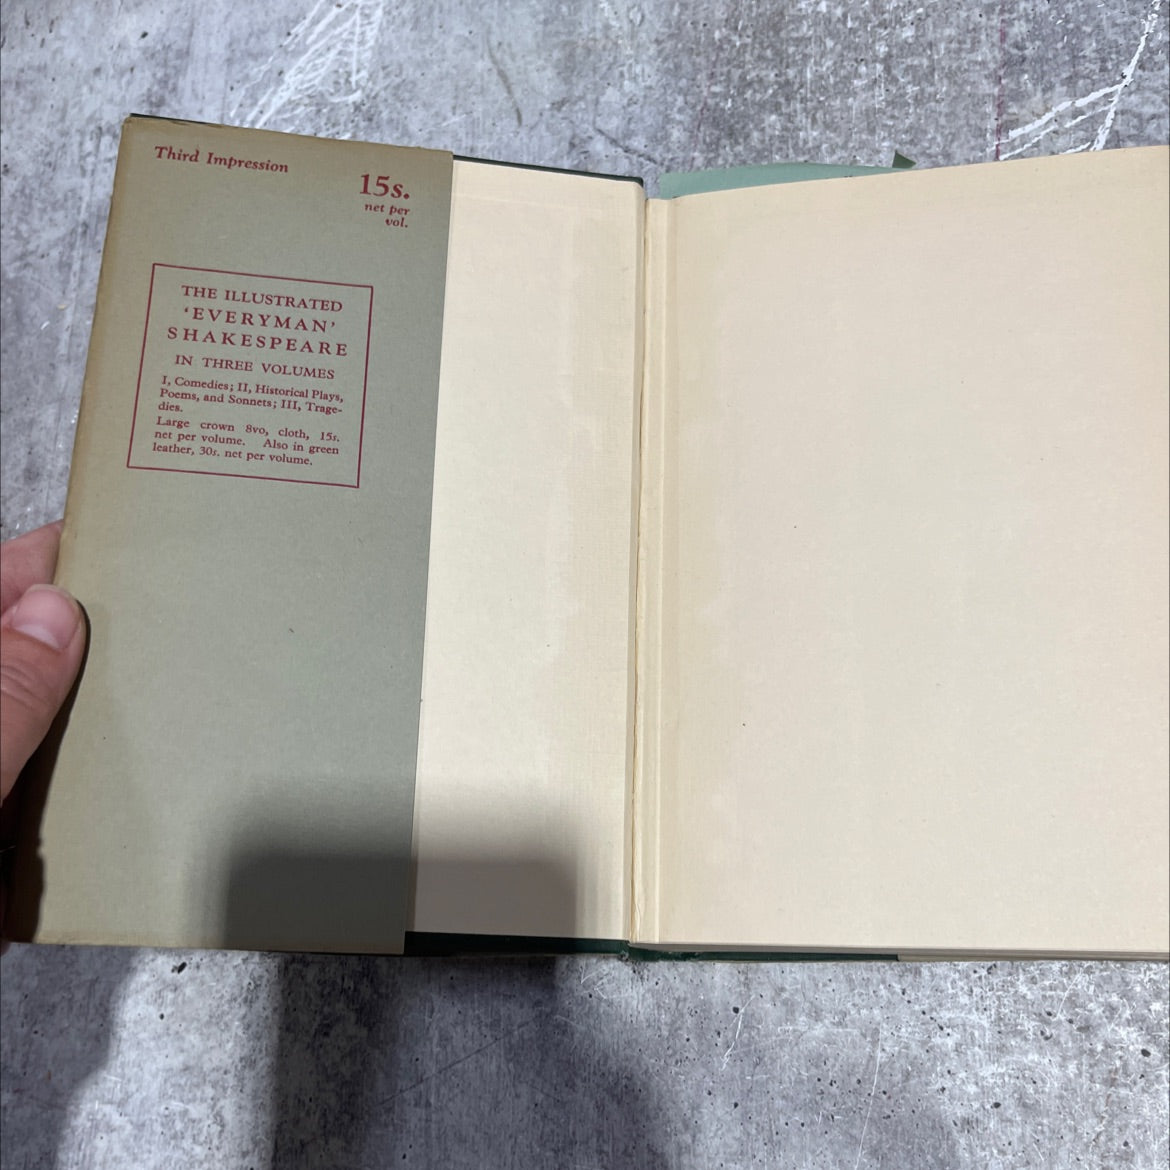 Third Impression
15s.
net per
vol.
THE ILLUSTRATED
‘EVERYMAN’
SHAKESPEARE
IN THREE VOLUMES
I, Comedies; II, Historical Plays,
Poems, and Sonnets; III, Trage-
dies.
Large crown 8vo, cloth, 15s.
net per volume. Also in green
leather, 30s. net per volume.